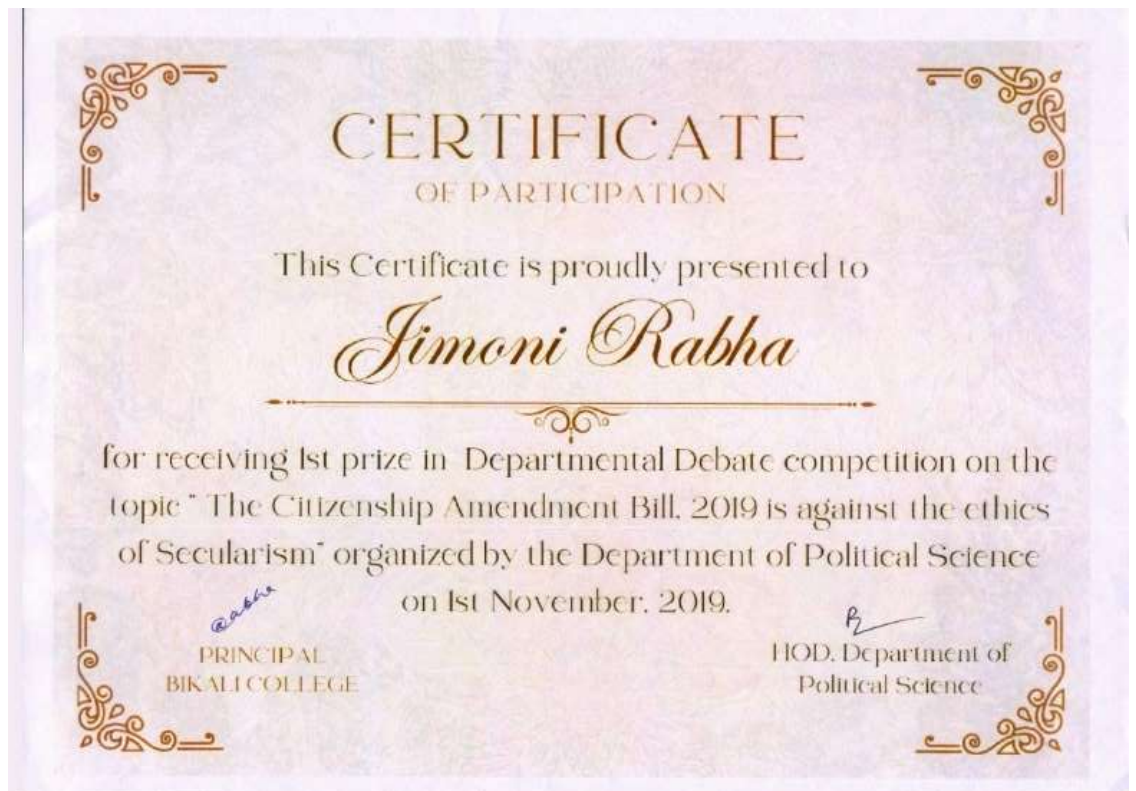 CERTIFICATE
OF PARTICIPATION
This Certificate is proudly presented to
Jimoni Rabha
for receiving 1st prize in Departmental Debate competition on the
topic " The Citizenship Amendment Bill, 2019 is against the ethics
of Secularism" organized by the Department of Political Science
on 1st November, 2019.
PRINCIPAL
BIKALI COLLEGE
HOD, Department of
Political Science